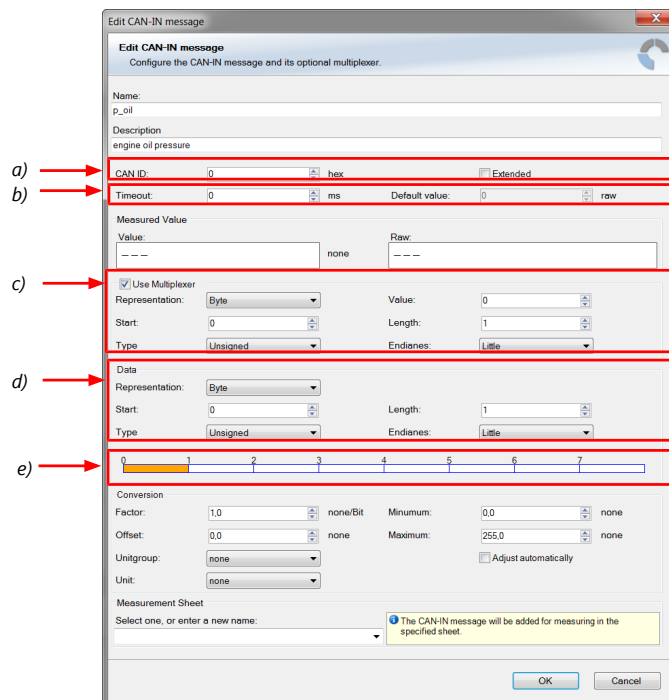 Edit CAN-IN message
Edit CAN-IN message
Configure the CAN-IN message and its optional multiplexer.
Name:
p_oil
Description
engine oil pressure
a) CAN ID: 0 hex Extended
b) Timeout: 0 ms Default value: 0 raw
Measured Value
Value: Raw:
––– none –––
c) Use Multiplexer
Representation: Byte Value: 0
Start: 0 Length: 1
Type Unsigned Endianes: Little
d) Data
Representation: Byte
Start: 0 Length: 1
Type Unsigned Endianes: Little
e) 0 1 2 3 4 5 6 7
Conversion
Factor: 1,0 none/Bit Minumum: 0,0 none
Offset: 0,0 none Maximum: 255,0 none
Unitgroup: none Adjust automatically
Unit: none
Measurement Sheet
Select one, or enter a new name: The CAN-IN message will be added for measuring in the
specified sheet.
OK Cancel